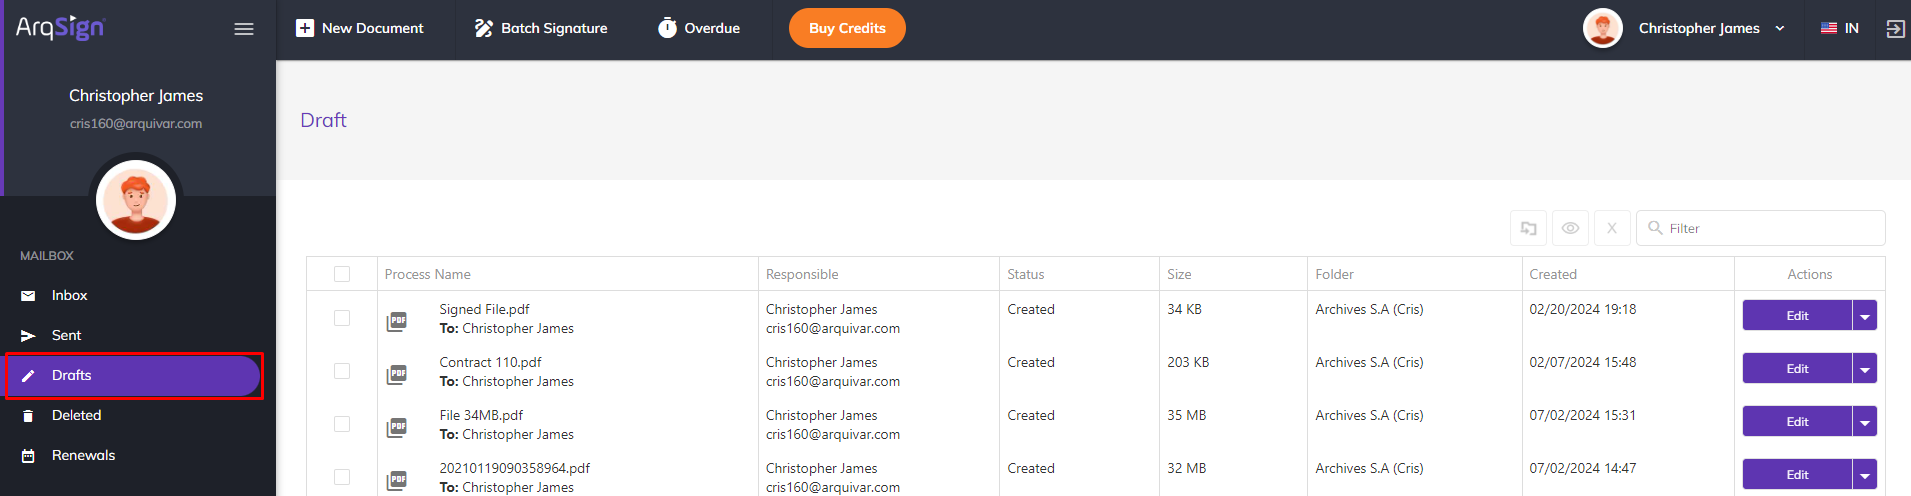 ArqSign
New Document
Batch Signature
Overdue
Buy Credits
Christopher James
IN
Christopher James
cris160@arquivar.com
MAILBOX
Inbox
Sent
Drafts
Deleted
Renewals
Draft
X
Filter
Process Name Responsible Status Size Folder Created Actions
PDF Signed File.pdf Christopher James Created 34 KB Archives S.A (Cris) 02/20/2024 19:18 Edit
To: Christopher James cris160@arquivar.com
PDF Contract 110.pdf Christopher James Created 203 KB Archives S.A (Cris) 02/07/2024 15:48 Edit
To: Christopher James cris160@arquivar.com
PDF File 34MB.pdf Christopher James Created 35 MB Archives S.A (Cris) 07/02/2024 15:31 Edit
To: Christopher James cris160@arquivar.com
PDF 20210119090358964.pdf Christopher James Created 32 MB Archives S.A (Cris) 07/02/2024 14:47 Edit
To: Christopher James cris160@arquivar.com